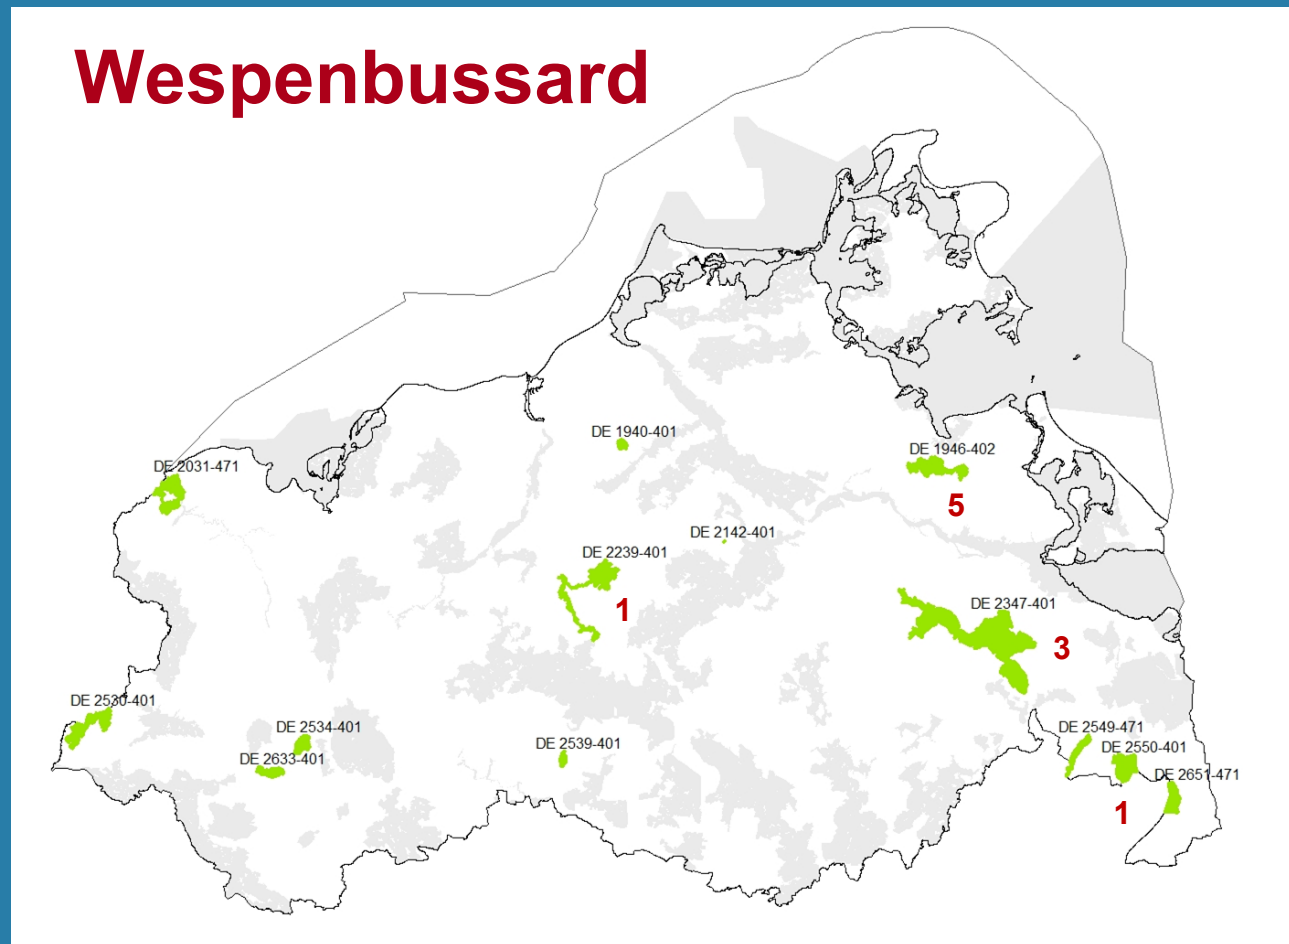 Wespenbussard
DE 1940-401
DE 1946-402
DE 2031-471
5
DE 2142-401
DE 2239-401
1
DE 2347-401
3
DE 2530-401
DE 2534-401
DE 2549-471
DE 2539-401
DE 2550-401
DE 2633-401
DE 2651-471
1